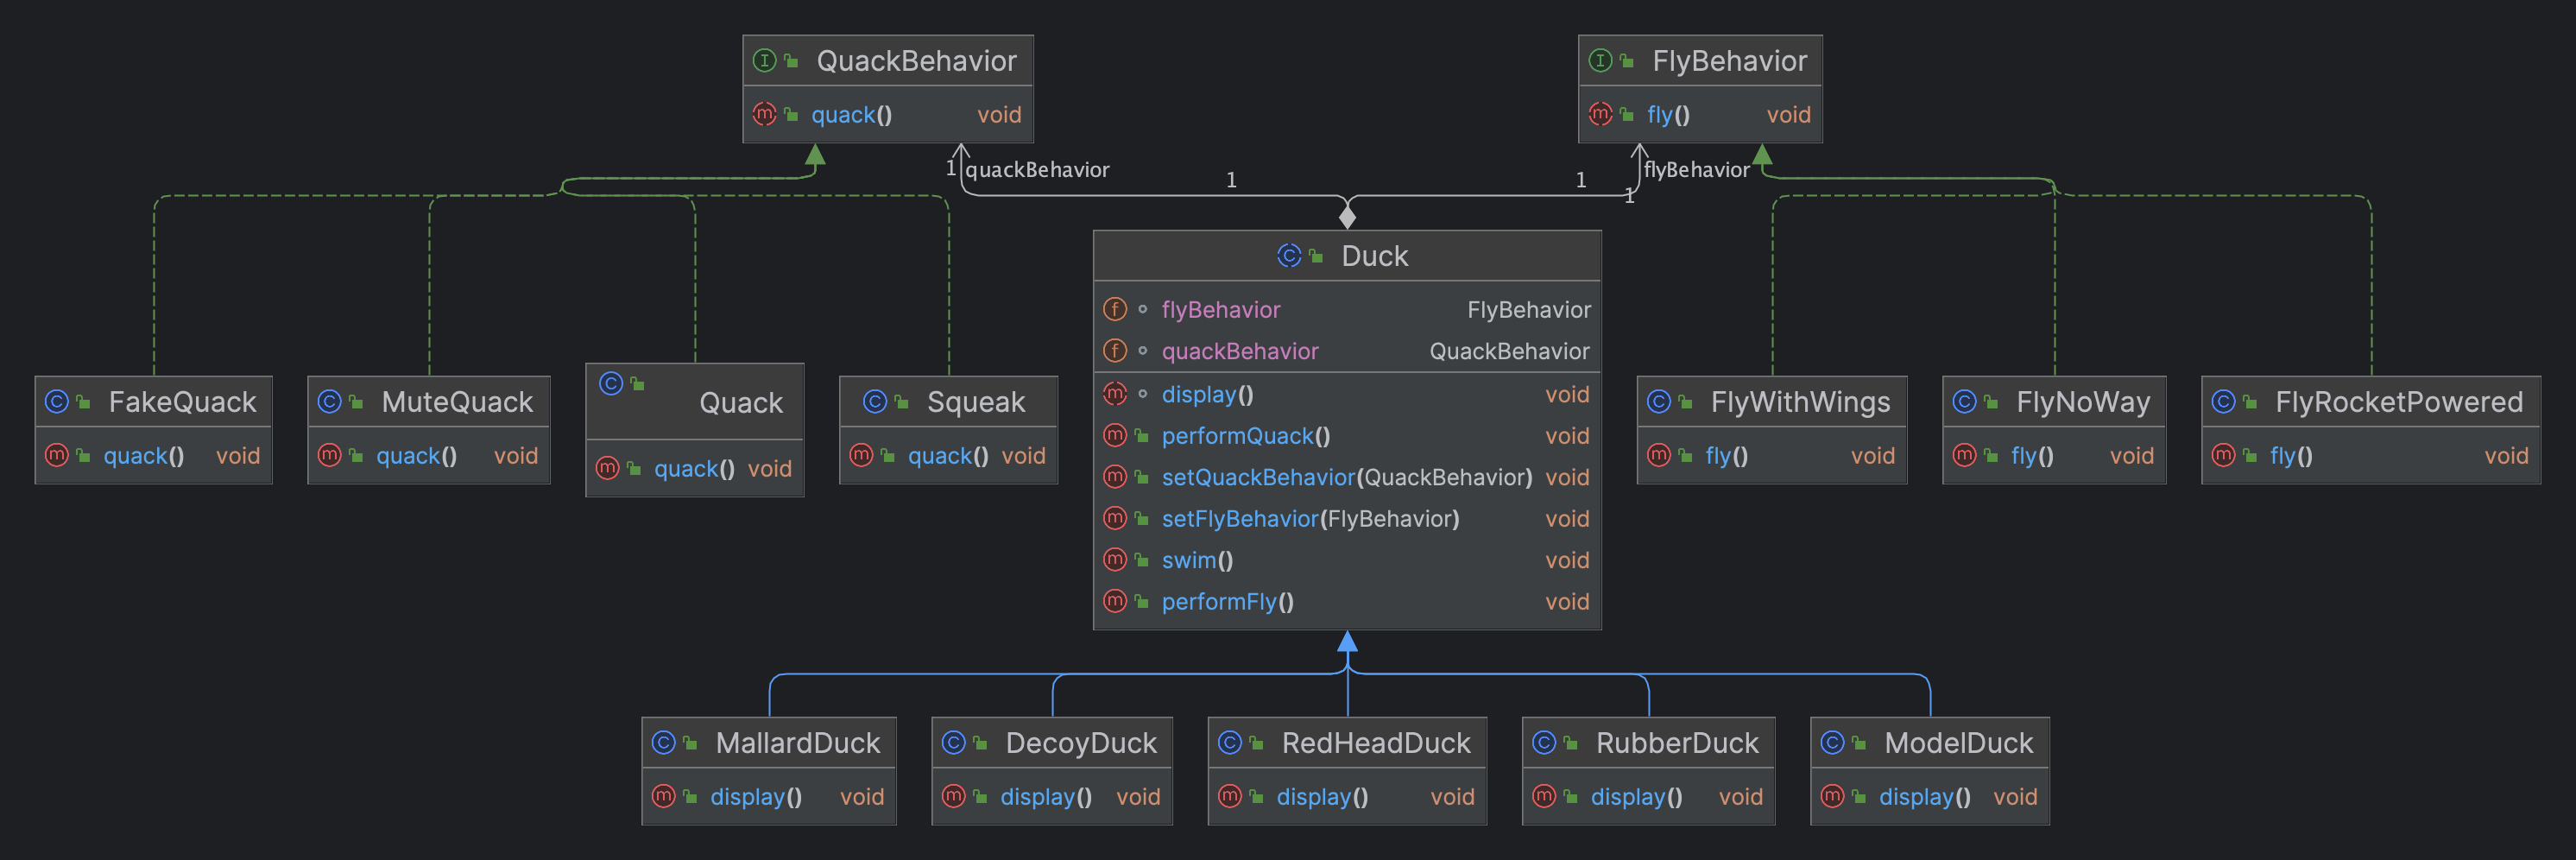 QuackBehavior
quack() void
FlyBehavior
fly() void
1 quackBehavior
1
1
flyBehavior
1
Duck
flyBehavior FlyBehavior
quackBehavior QuackBehavior
display() void
performQuack() void
setQuackBehavior(QuackBehavior) void
setFlyBehavior(FlyBehavior) void
swim() void
performFly() void
FakeQuack
quack() void
MuteQuack
quack() void
Quack
quack() void
Squeak
quack() void
FlyWithWings
fly() void
FlyNoWay
fly() void
FlyRocketPowered
fly() void
MallardDuck
display() void
DecoyDuck
display() void
RedHeadDuck
display() void
RubberDuck
display() void
ModelDuck
display() void